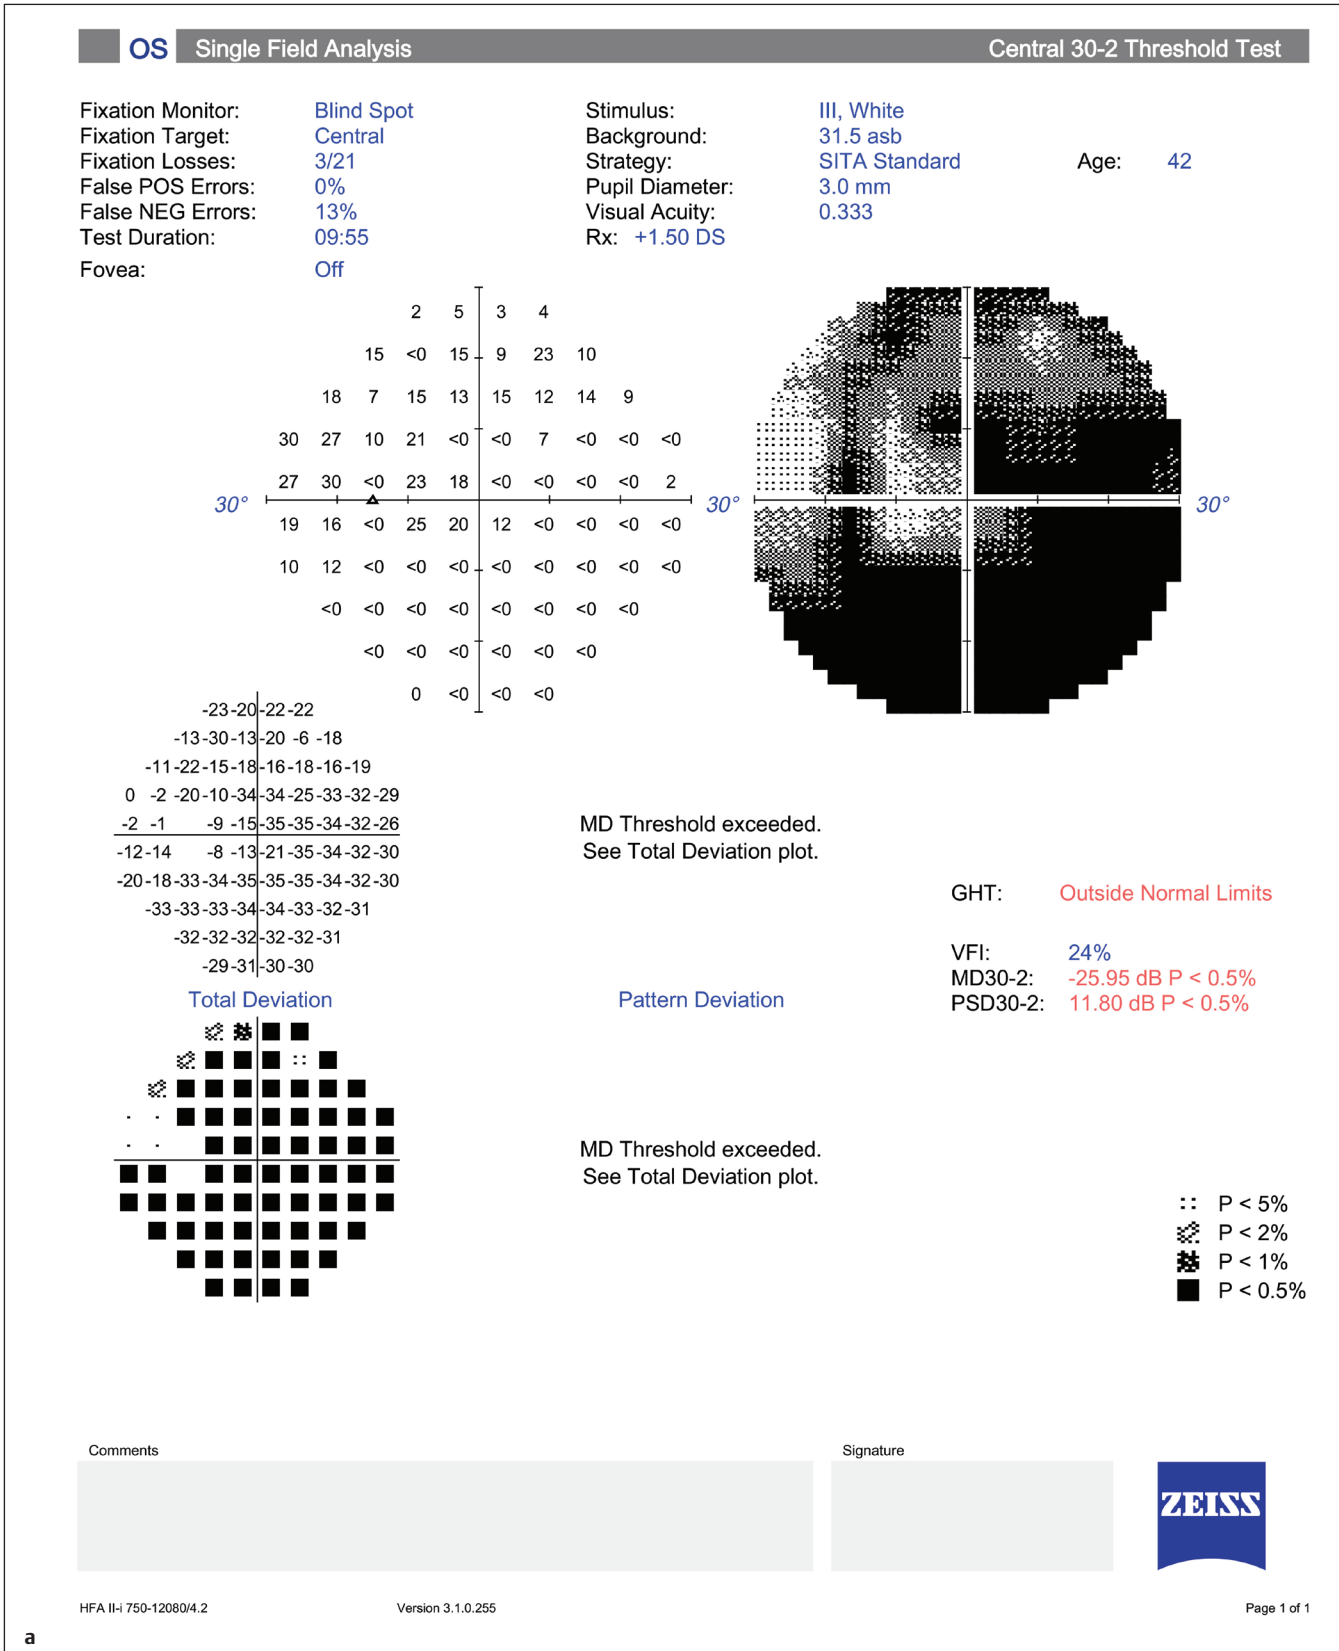 OS Single Field Analysis Central 30-2 Threshold Test
Fixation Monitor: Blind Spot Stimulus: III, White
Fixation Target: Central Background: 31.5 asb
Fixation Losses: 3/21 Strategy: SITA Standard Age: 42
False POS Errors: 0% Pupil Diameter: 3.0 mm
False NEG Errors: 13% Visual Acuity: 0.333
Test Duration: 09:55 Rx: +1.50 DS
Fovea: Off
2 5 3 4
15 <0 15 9 23 10
18 7 15 13 15 12 14 9
30 27 10 21 <0 <0 7 <0 <0 <0
27 30 <0 23 18 <0 <0 <0 <0 2
30° 30° 30°
19 16 <0 25 20 12 <0 <0 <0 <0
10 12 <0 <0 <0 <0 <0 <0 <0 <0
<0 <0 <0 <0 <0 <0 <0 <0
<0 <0 <0 <0 <0 <0
0 <0 <0 <0
-23 -20 -22 -22
-13 -30 -13 -20 -6 -18
-11 -22 -15 -18 -16 -18 -16 -19
0 -2 -20 -10 -34 -34 -25 -33 -32 -29
-2 -1 -9 -15 -35 -35 -34 -32 -26
-12 -14 -8 -13 -21 -35 -34 -32 -30
-20 -18 -33 -34 -35 -35 -35 -34 -32 -30
-33 -33 -33 -34 -34 -33 -32 -31
-32 -32 -32 -32 -32 -31
-29 -31 -30 -30
MD Threshold exceeded.
See Total Deviation plot.
GHT: Outside Normal Limits
VFI: 24%
MD30-2: -25.95 dB P < 0.5%
PSD30-2: 11.80 dB P < 0.5%
Total Deviation Pattern Deviation
MD Threshold exceeded.
See Total Deviation plot.
P < 5%
P < 2%
P < 1%
P < 0.5%
Comments Signature
ZEISS
HFA II-i 750-12080/4.2 Version 3.1.0.255 Page 1 of 1
a